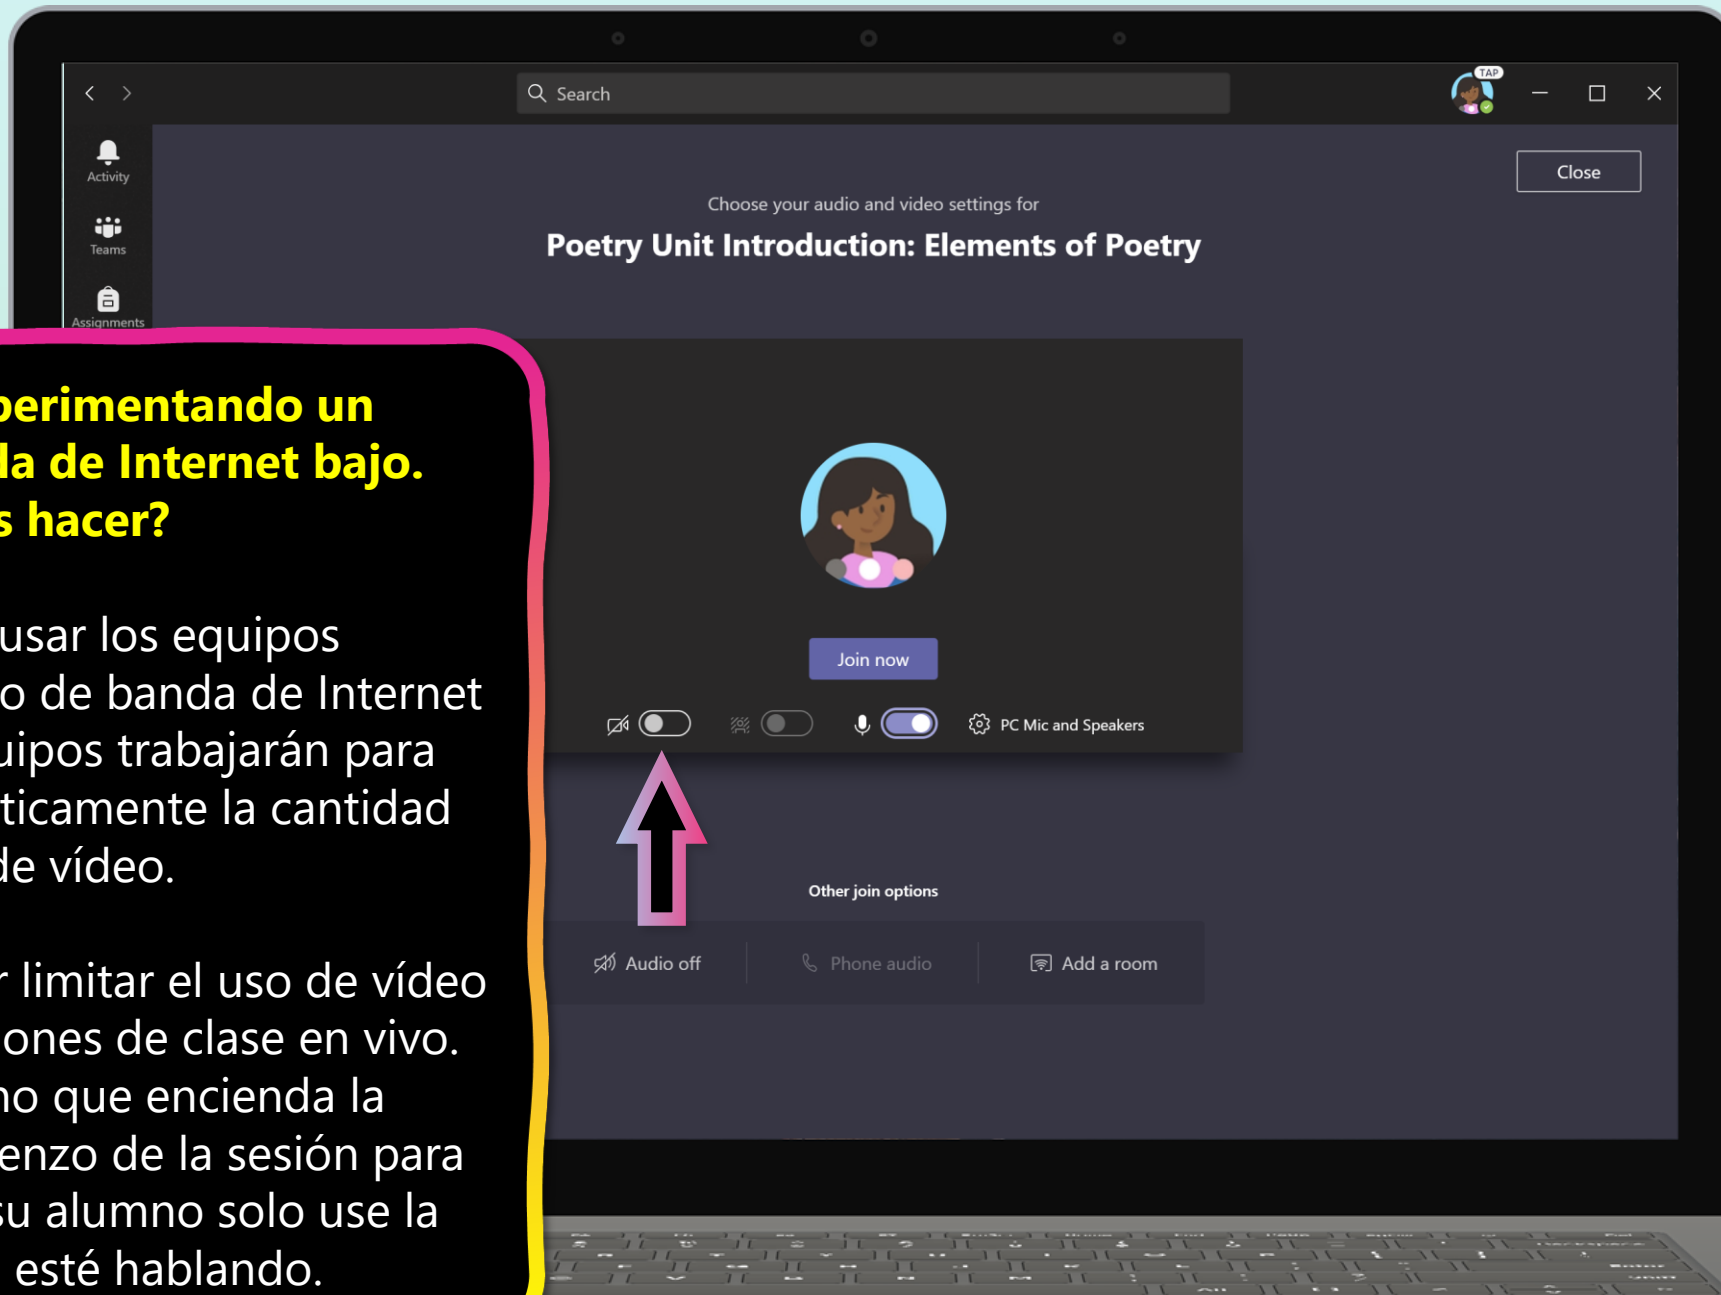 Search
TAP
Activity
Teams
Assignments
Close
Choose your audio and video settings for
Poetry Unit Introduction: Elements of Poetry
perimentando un
da de Internet bajo.
s hacer?
usar los equipos
o de banda de Internet
uipos trabajarán para
ticamente la cantidad
de vídeo.
r limitar el uso de vídeo
iones de clase en vivo.
no que encienda la
enzo de la sesión para
su alumno solo use la
esté hablando.
Join now
PC Mic and Speakers
Other join options
Audio off
Phone audio
Add a room